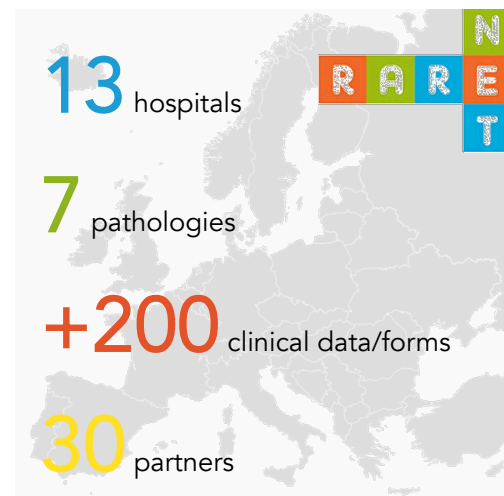 RARE
NET
13 hospitals
7 pathologies
+200 clinical data/forms
30 partners